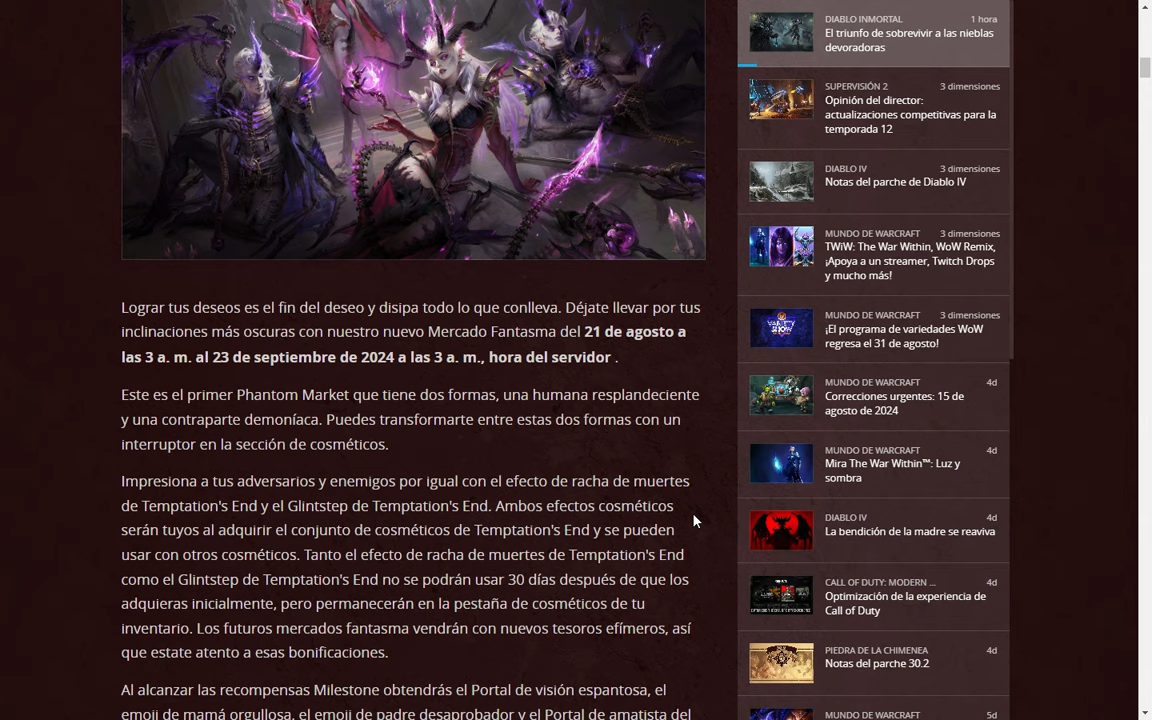 Lograr tus deseos es el fin del deseo y disipa todo lo que conlleva. Déjate llevar por tus
inclinaciones más oscuras con nuestro nuevo Mercado Fantasma del 21 de agosto a
las 3 a. m. al 23 de septiembre de 2024 a las 3 a. m., hora del servidor .
Este es el primer Phantom Market que tiene dos formas, una humana resplandeciente
y una contraparte demoníaca. Puedes transformarte entre estas dos formas con un
interruptor en la sección de cosméticos.
Impresiona a tus adversarios y enemigos por igual con el efecto de racha de muertes
de Temptation's End y el Glintstep de Temptation's End. Ambos efectos cosméticos
serán tuyos al adquirir el conjunto de cosméticos de Temptation's End y se pueden
usar con otros cosméticos. Tanto el efecto de racha de muertes de Temptation's End
como el Glintstep de Temptation's End no se podrán usar 30 días después de que los
adquieras inicialmente, pero permanecerán en la pestaña de cosméticos de tu
inventario. Los futuros mercados fantasma vendrán con nuevos tesoros efímeros, así
que estate atento a esas bonificaciones.
Al alcanzar las recompensas Milestone obtendrás el Portal de visión espantosa, el
emoji de mamá orgullosa, el emoji de padre desaprobador y el Portal de amatista del
DIABLO INMORTAL 1 hora
El triunfo de sobrevivir a las nieblas
devoradoras
SUPERVISIÓN 2 3 dimensiones
Opinión del director:
actualizaciones competitivas para la
temporada 12
DIABLO IV 3 dimensiones
Notas del parche de Diablo IV
MUNDO DE WARCRAFT 3 dimensiones
TWiW: The War Within, WoW Remix,
¡Apoya a un streamer, Twitch Drops
y mucho más!
MUNDO DE WARCRAFT 3 dimensiones
¡El programa de variedades WoW
regresa el 31 de agosto!
MUNDO DE WARCRAFT 4d
Correcciones urgentes: 15 de
agosto de 2024
MUNDO DE WARCRAFT 4d
Mira The War Within™: Luz y
sombra
DIABLO IV 4d
La bendición de la madre se reaviva
CALL OF DUTY: MODERN ... 4d
Optimización de la experiencia de
Call of Duty
PIEDRA DE LA CHIMENEA 4d
Notas del parche 30.2
MUNDO DE WARCRAFT 5d